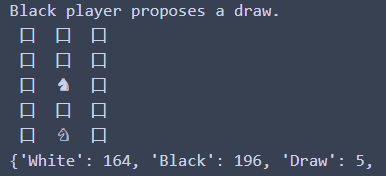 Black player proposes a draw.
口 口 口
口 口 口
口 ♞ 口
口 口 口
口 ♘ 口
{'White': 164, 'Black': 196, 'Draw': 5,